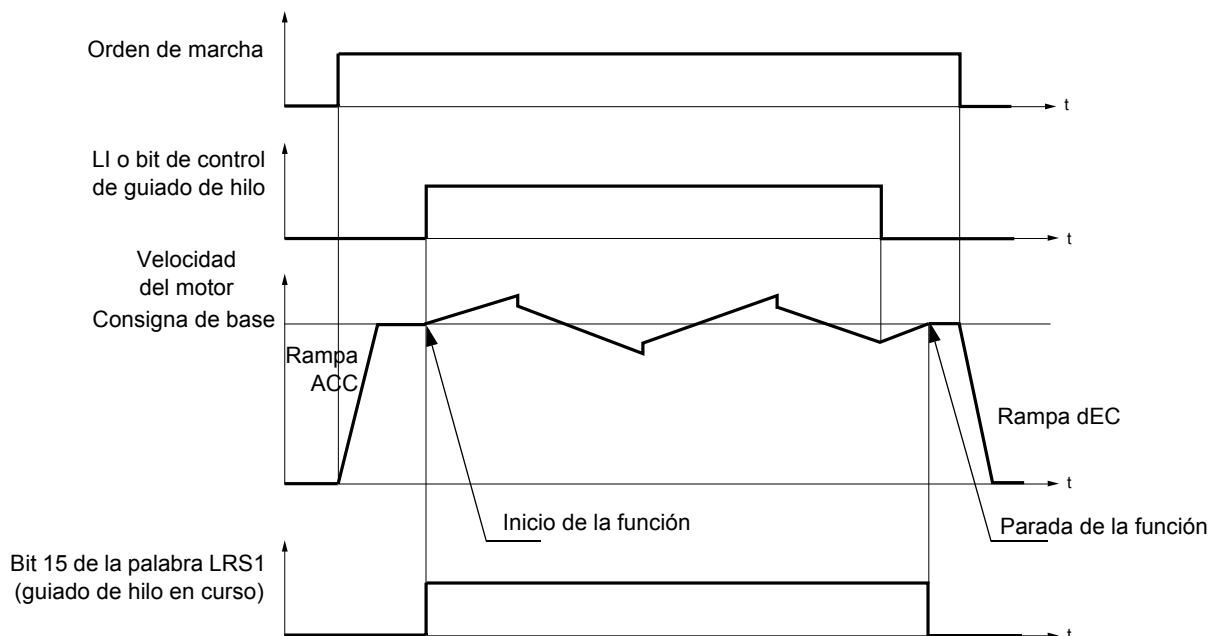 Orden de marcha
t
LI o bit de control
de guiado de hilo
t
Velocidad
del motor
Consigna de base
Rampa
ACC
Rampa dEC
t
Inicio de la función
Parada de la función
Bit 15 de la palabra LRS1
(guiado de hilo en curso)
t